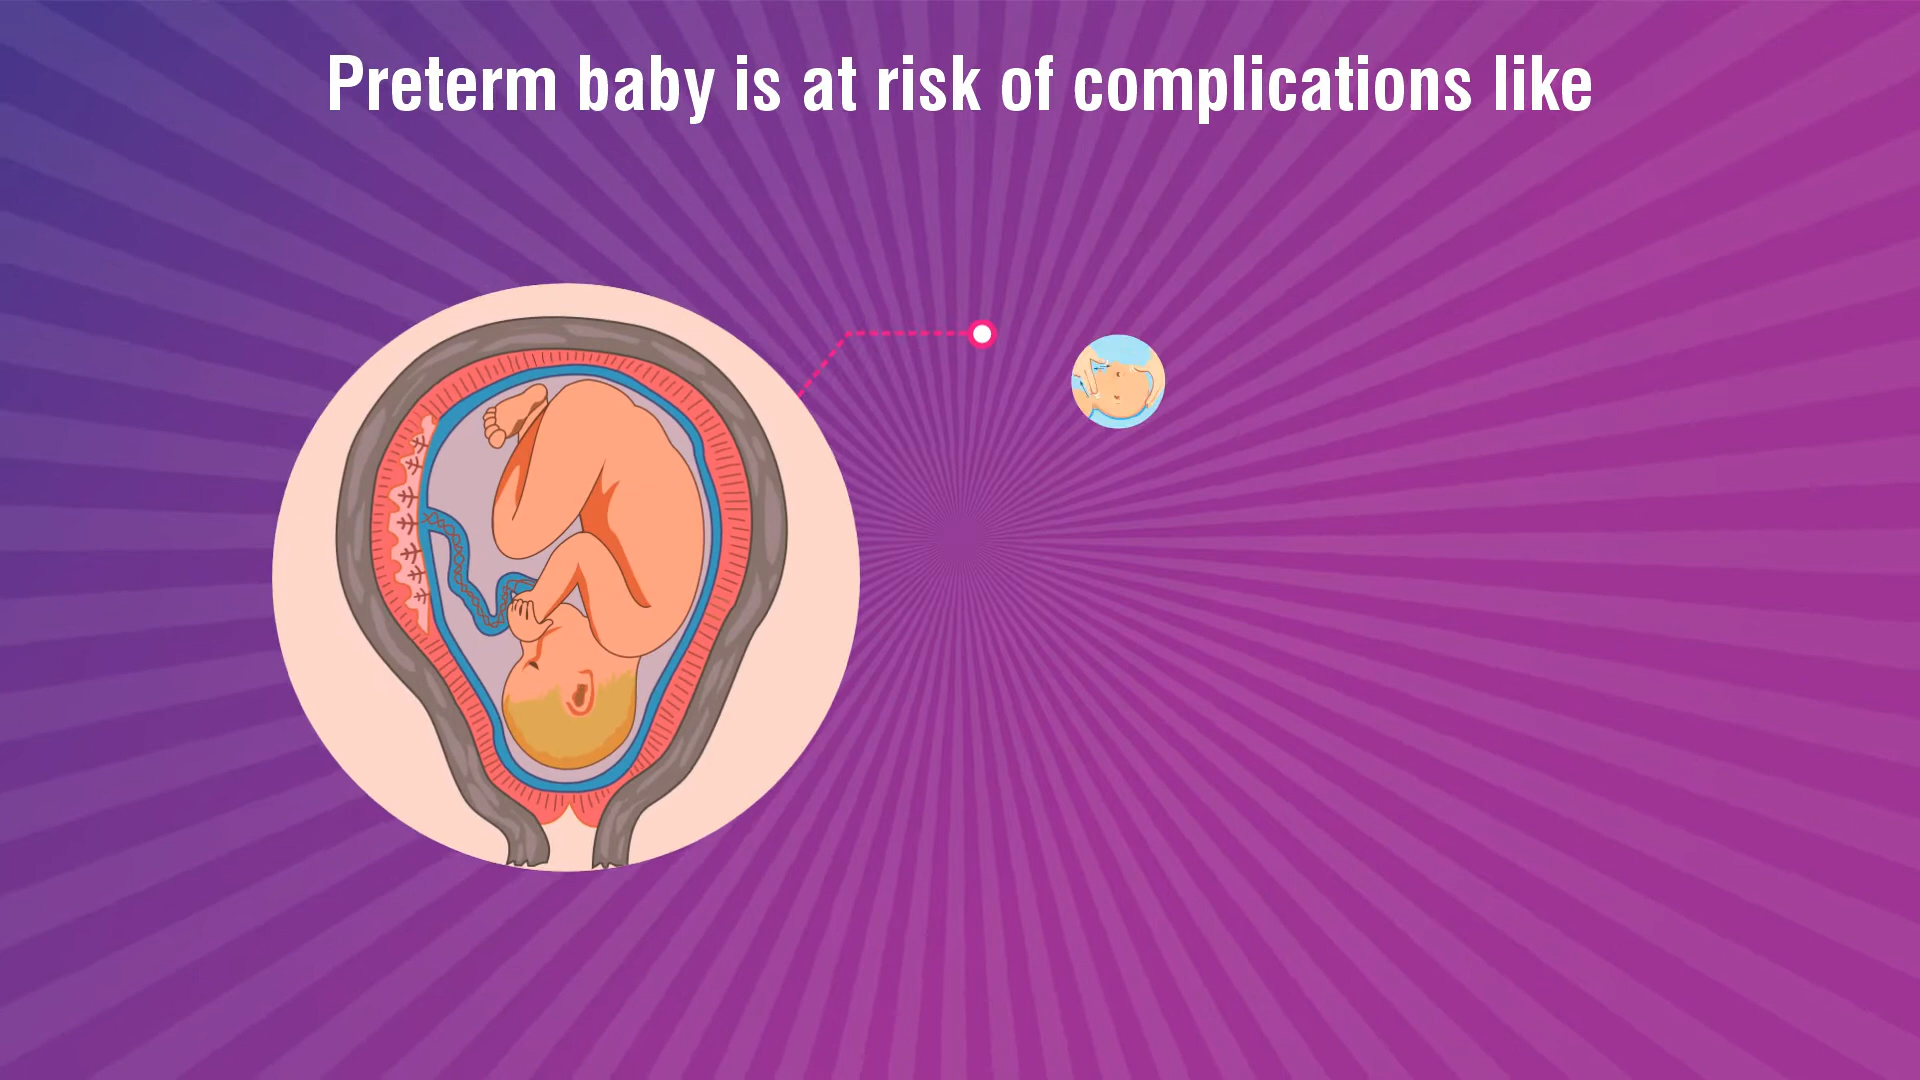 Preterm baby is at risk of complications like